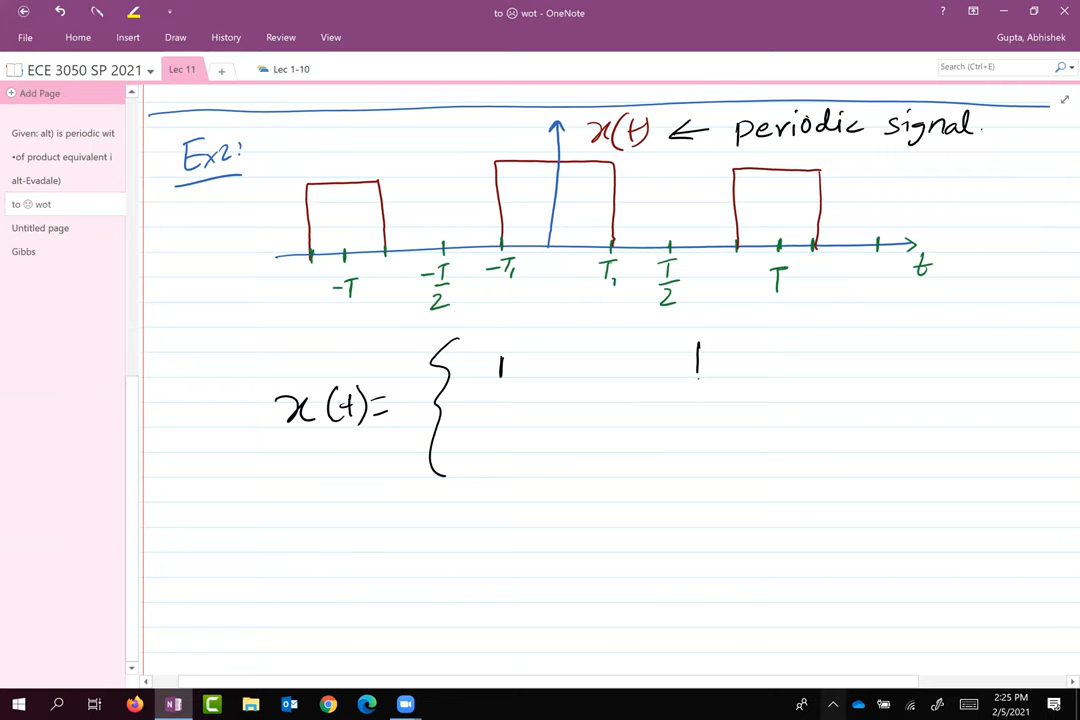 to ☹ wot - OneNote
File Home Insert Draw History Review View
Gupta, Abhishek
ECE 3050 SP 2021
Lec 11
+
Lec 1-10
Search (Ctrl+E)
Add Page
Given: alt) is periodic wit
•of product equivalent i
alt-Evadale)
to ☹ wot
Untitled page
Gibbs
Ex2:
x(t) ← periodic signal.
-T -T/2 -T₁ T₁ T/2 T t
x(t)= { 1 |
2:25 PM
2/5/2021